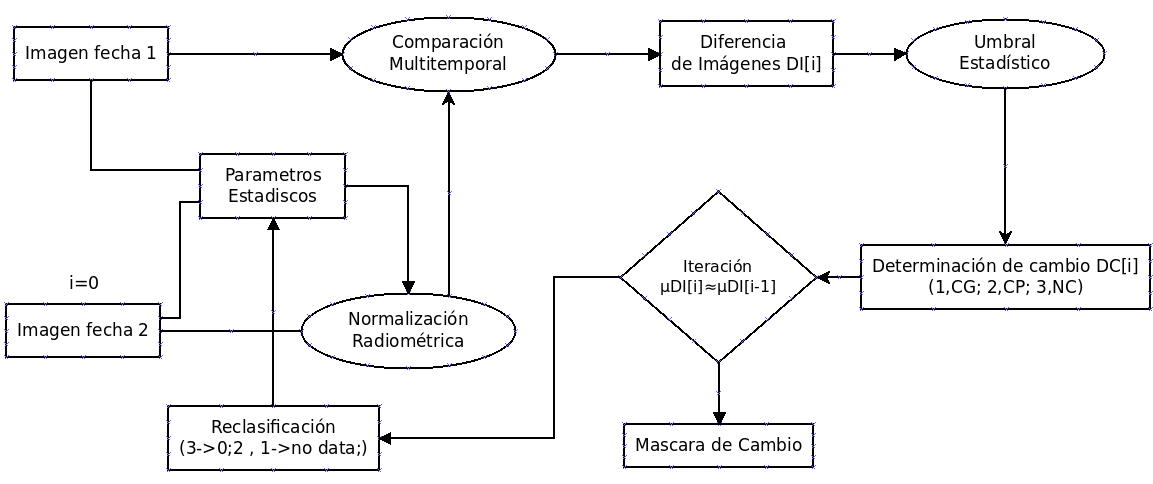 Imagen fecha 1
Comparación
Multitemporal
Diferencia
de Imágenes DI[i]
Umbral
Estadístico
Parametros
Estadiscos
Iteración
µDI[i]≈µDI[i-1]
Determinación de cambio DC[i]
(1,CG; 2,CP; 3,NC)
i=0
Imagen fecha 2
Normalización
Radiométrica
Reclasificación
(3->0;2 , 1->no data;)
Mascara de Cambio